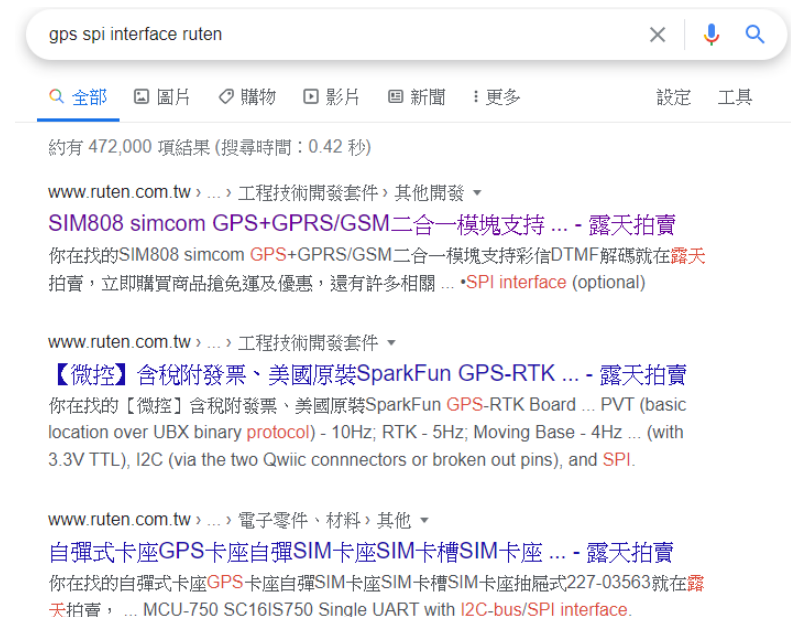 gps spi interface ruten
全部 圖片 購物 影片 新聞 更多 設定 工具
約有 472,000 項結果 (搜尋時間：0.42 秒)
www.ruten.com.tw › ... › 工程技術開發套件 › 其他開發
SIM808 simcom GPS+GPRS/GSM二合一模塊支持 ... - 露天拍賣
你在找的SIM808 simcom GPS+GPRS/GSM二合一模塊支持彩信DTMF解碼就在露天
拍賣，立即購買商品搶免運及優惠，還有許多相關 ... •SPI interface (optional)
www.ruten.com.tw › ... › 工程技術開發套件
【微控】含稅附發票、美國原裝SparkFun GPS-RTK ... - 露天拍賣
你在找的【微控】含稅附發票、美國原裝SparkFun GPS-RTK Board ... PVT (basic
location over UBX binary protocol) - 10Hz; RTK - 5Hz; Moving Base - 4Hz ... (with
3.3V TTL), I2C (via the two Qwiic connnectors or broken out pins), and SPI.
www.ruten.com.tw › ... › 電子零件、材料 › 其他
自彈式卡座GPS卡座自彈SIM卡座SIM卡槽SIM卡座 ... - 露天拍賣
你在找的自彈式卡座GPS卡座自彈SIM卡座SIM卡槽SIM卡座抽屜式227-03563就在露
天拍賣， ... MCU-750 SC16IS750 Single UART with I2C-bus/SPI interface.